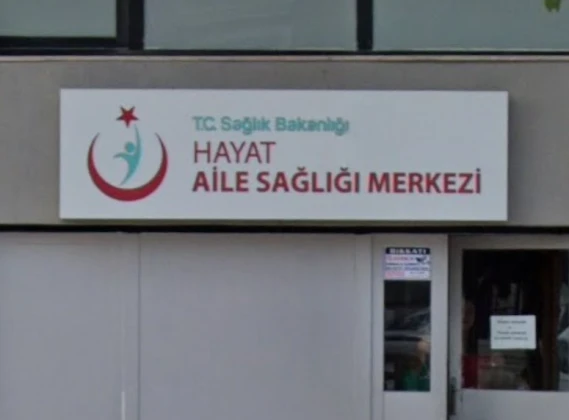 T.C. Sağlık Bakanlığı
HAYAT
AİLE SAĞLIĞI MERKEZİ
DİKKAT!